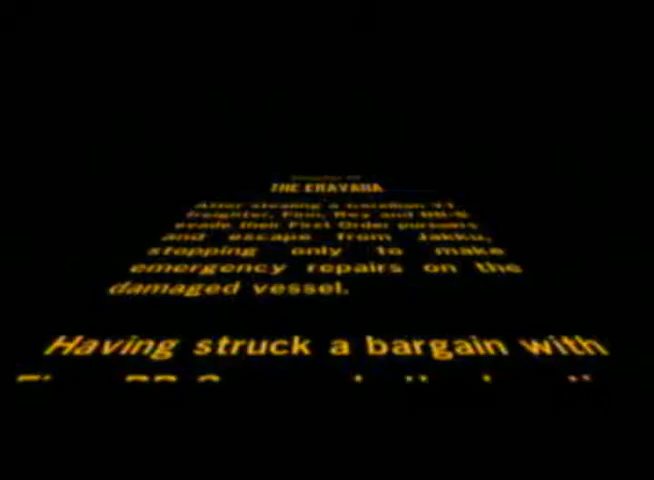 THE ERAVANA
After stealing a Corellian YT
freighter, Finn, Rey and BB-8
evade their First Order pursuers
and escape from Jakku,
stopping only to make
emergency repairs on the
damaged vessel.
Having struck a bargain with